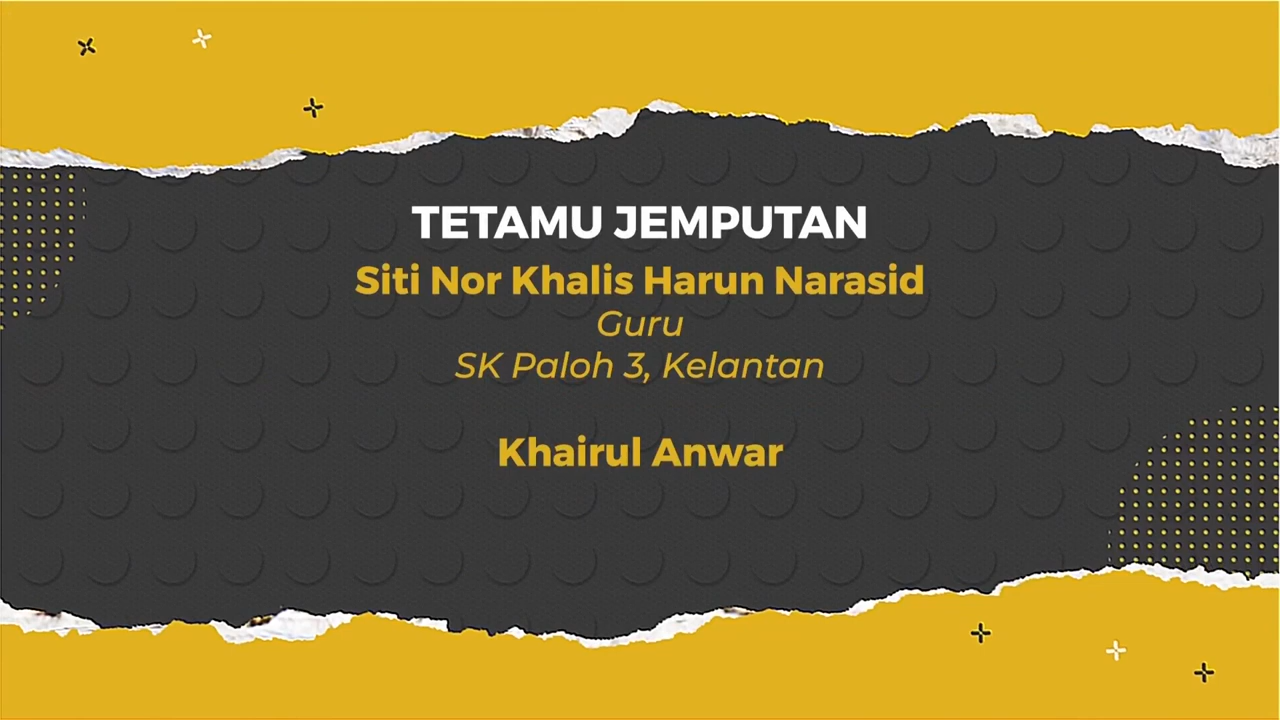 TETAMU JEMPUTAN
Siti Nor Khalis Harun Narasid
Guru
SK Paloh 3, Kelantan
Khairul Anwar